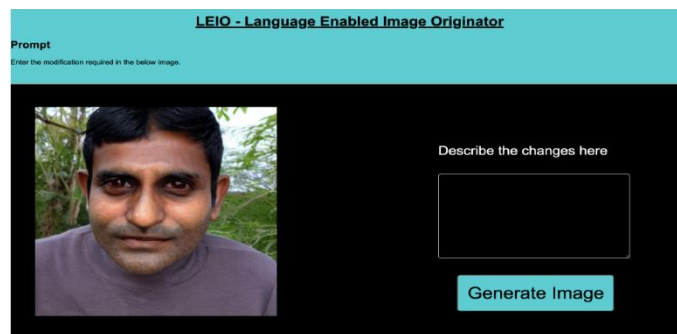 LEIO - Language Enabled Image Originator
Prompt
Enter the modification required in the below image.
Describe the changes here
Generate Image